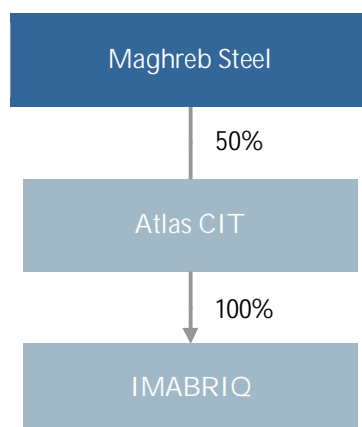 Maghreb Steel
50%
Atlas CIT
100%
IMABRIQ